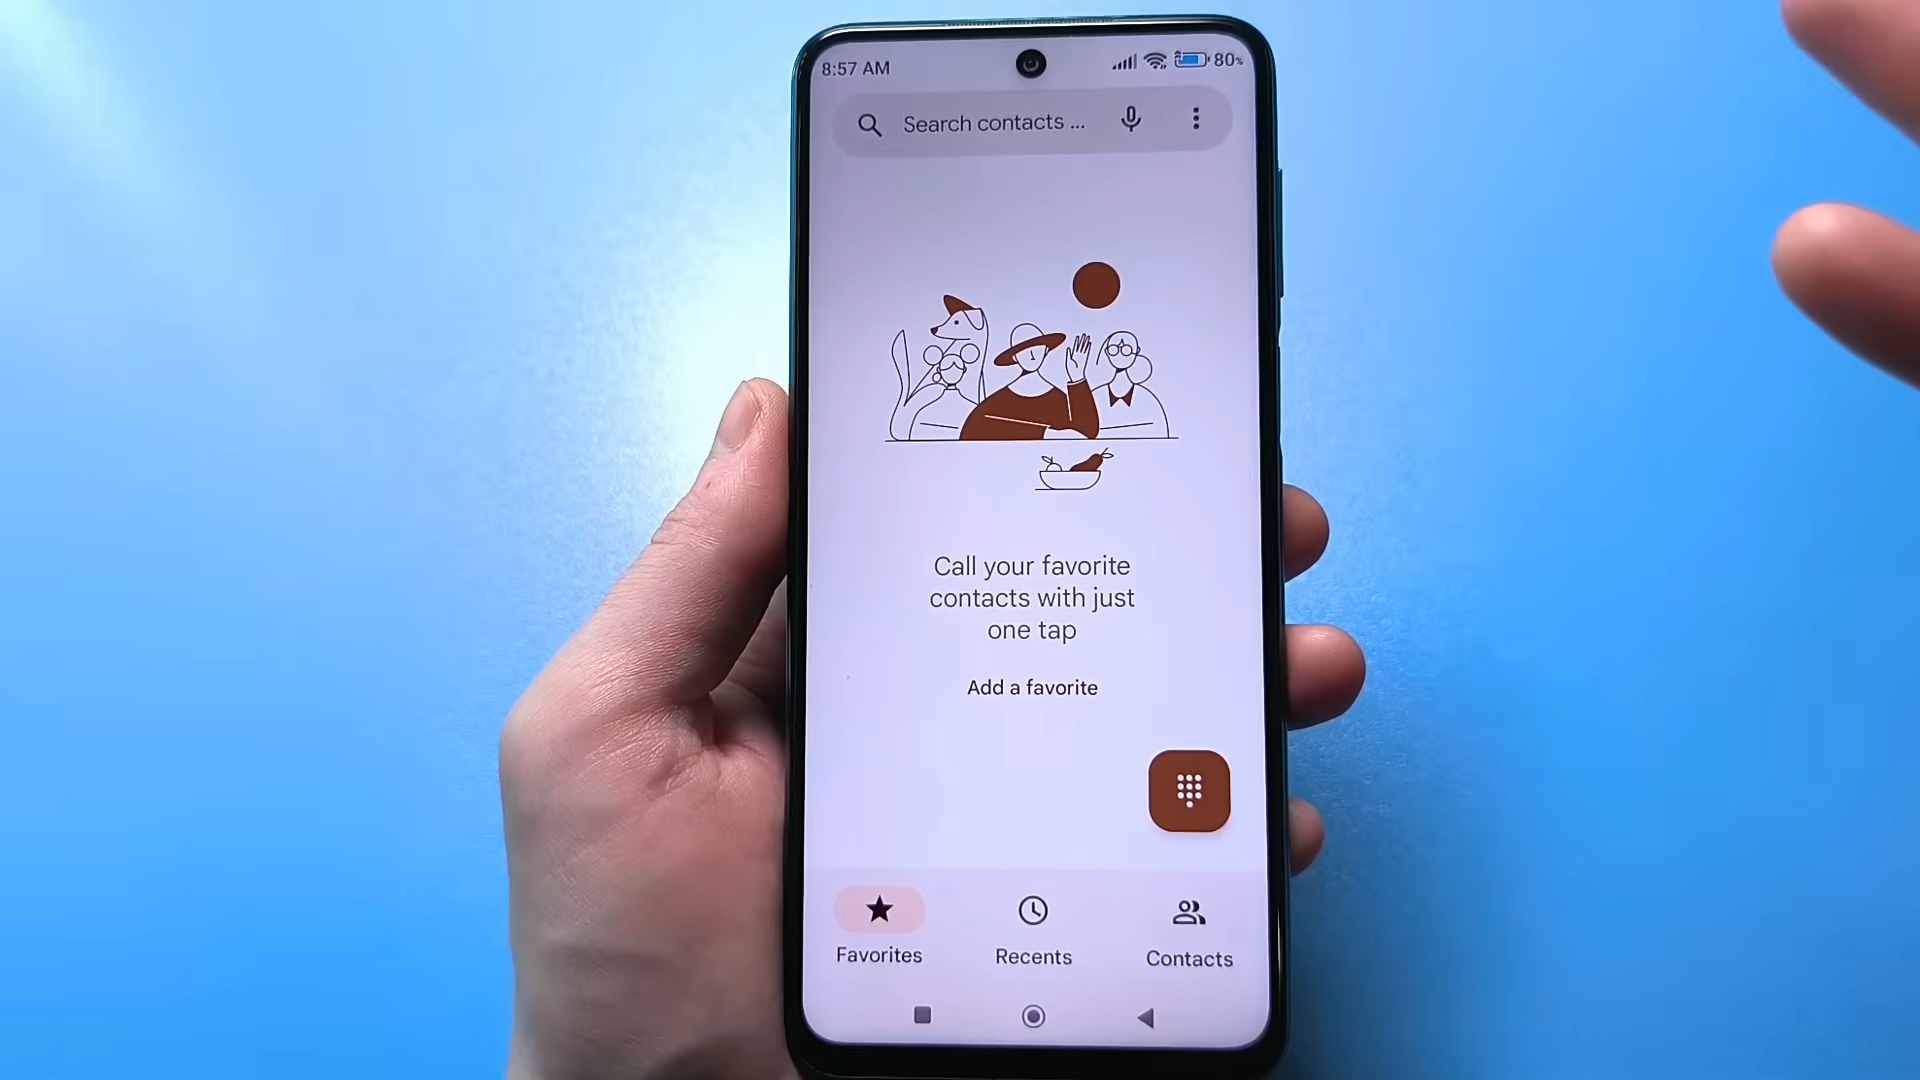 8:57 AM
80%
Search contacts ...
Call your favorite
contacts with just
one tap
Add a favorite
Favorites
Recents
Contacts